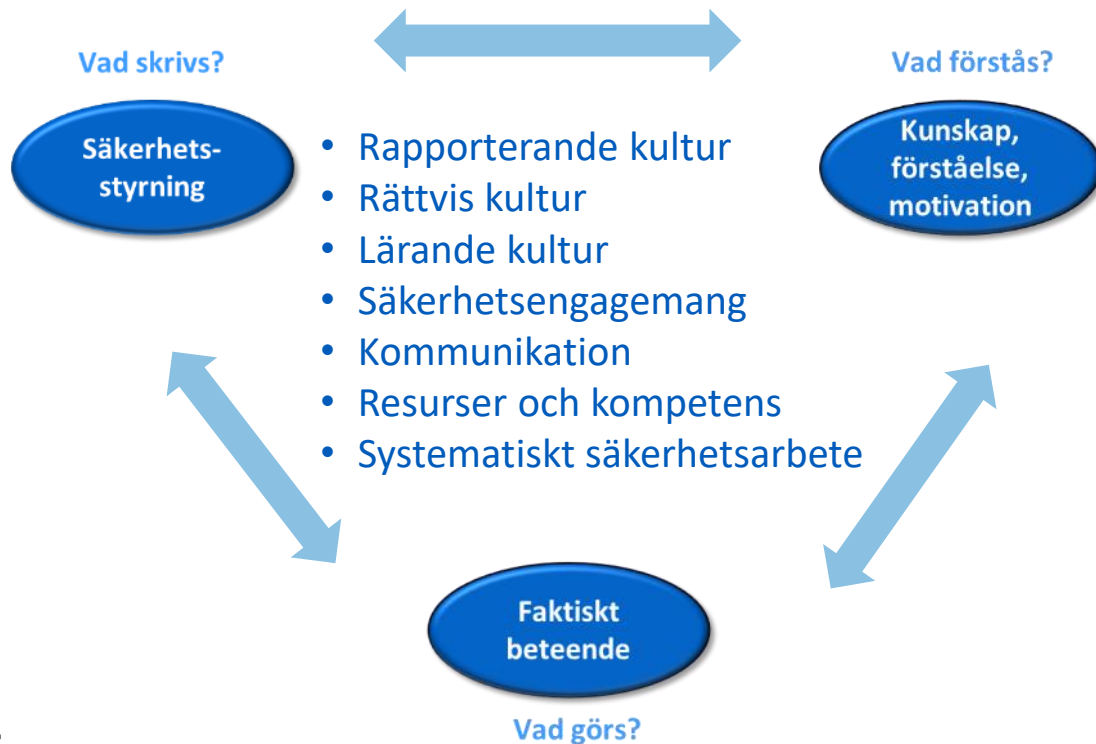 Vad skrivs?
Vad förstås?
Säkerhets-
styrning
Kunskap,
förståelse,
motivation
• Rapporterande kultur
• Rättvis kultur
• Lärande kultur
• Säkerhetsengagemang
• Kommunikation
• Resurser och kompetens
• Systematiskt säkerhetsarbete
Faktiskt
beteende
Vad görs?